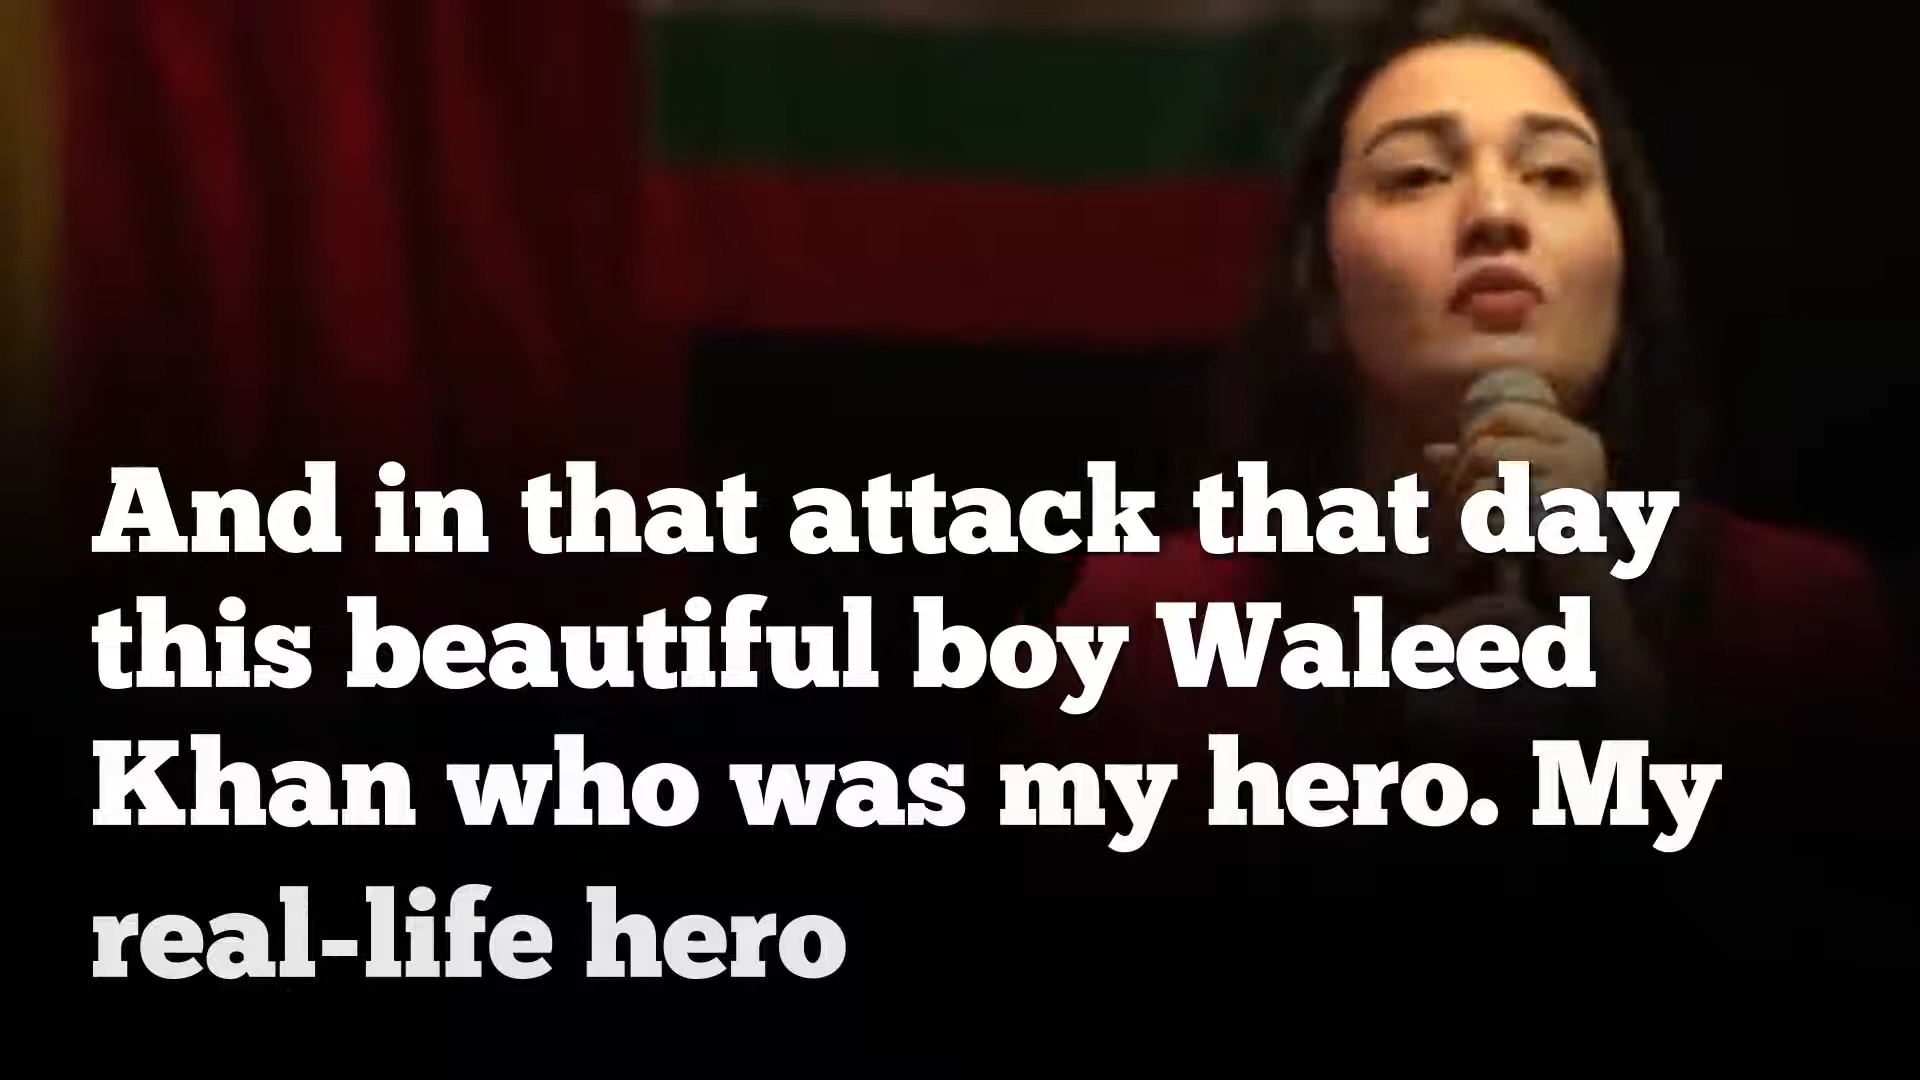 And in that attack that day
this beautiful boy Waleed
Khan who was my hero. My
real-life hero